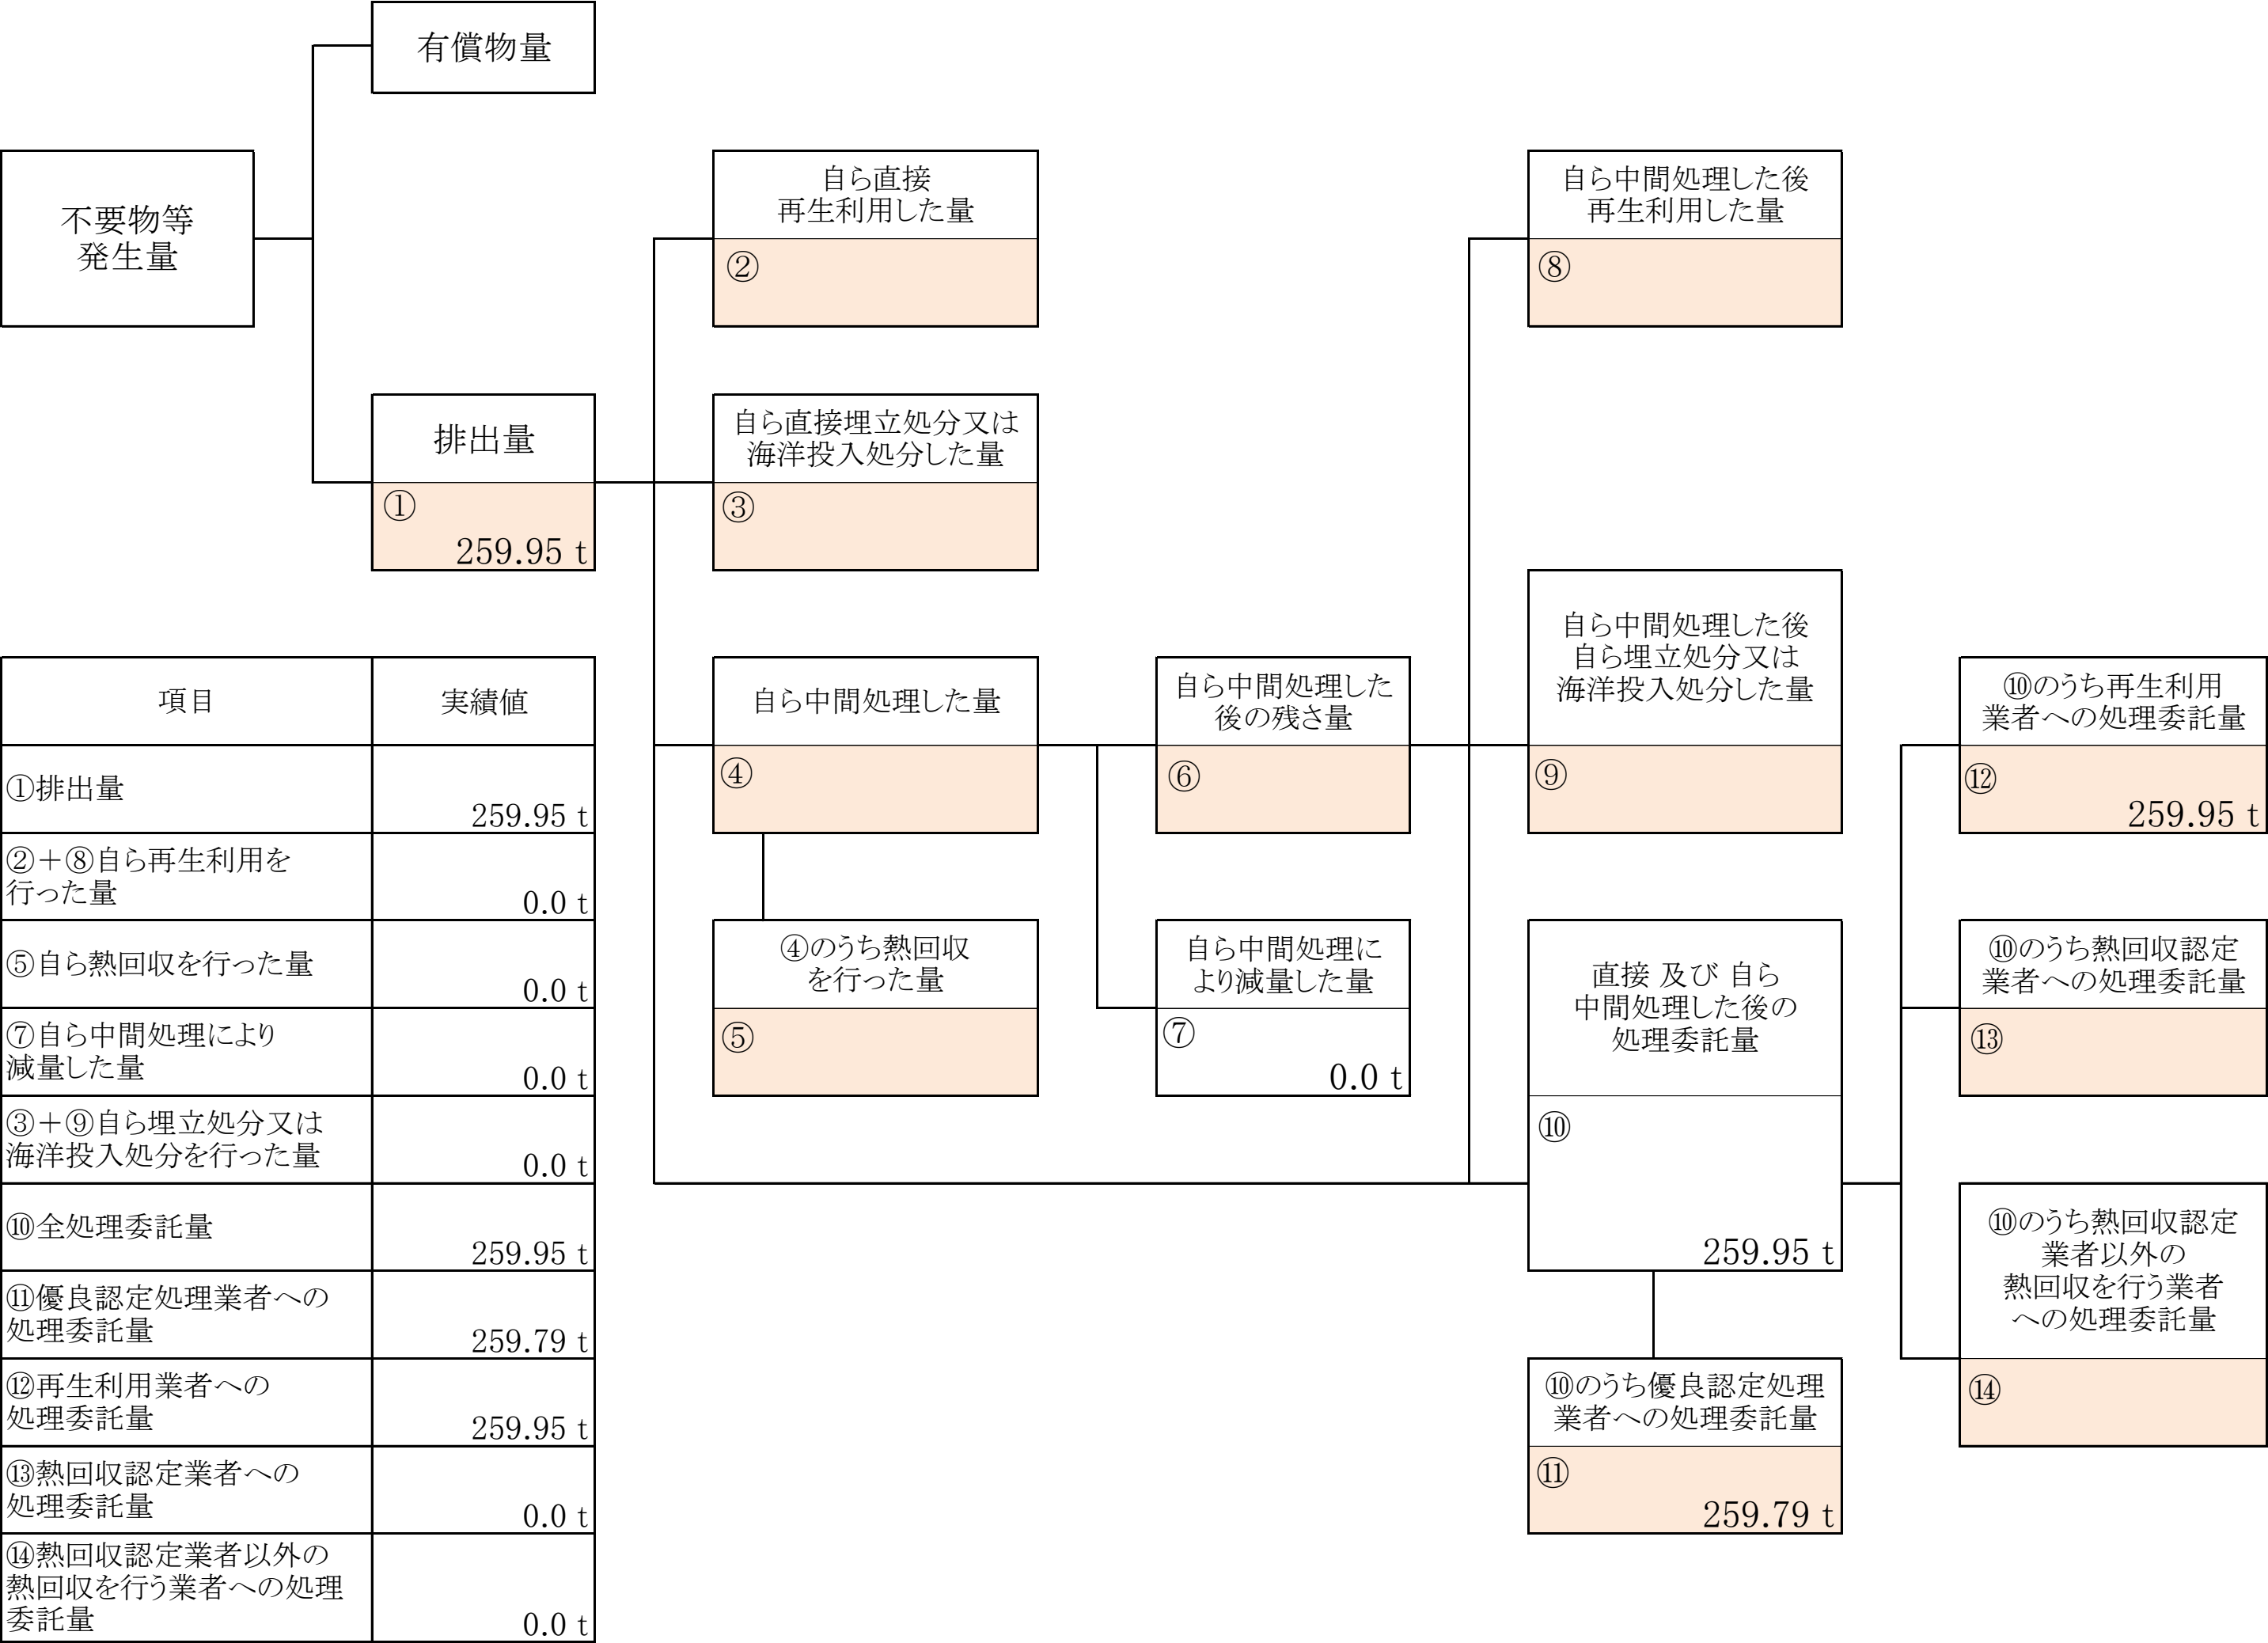 有償物量
不要物等
発生量
自ら直接
再生利用した量
②
自ら中間処理した後
再生利用した量
⑧
排出量
①
259.95 t
自ら直接埋立処分又は
海洋投入処分した量
③
自ら中間処理した量
④
自ら中間処理した
後の残さ量
⑥
自ら中間処理した後
自ら埋立処分又は
海洋投入処分した量
⑨
⑩のうち再生利用
業者への処理委託量
⑫
259.95 t
④のうち熱回収
を行った量
⑤
自ら中間処理に
より減量した量
⑦
0.0 t
直接 及び 自ら
中間処理した後の
処理委託量
⑩
259.95 t
⑩のうち熱回収認定
業者への処理委託量
⑬
⑩のうち熱回収認定
業者以外の
熱回収を行う業者
への処理委託量
⑭
⑩のうち優良認定処理
業者への処理委託量
⑪
259.79 t
項目
実績値
①排出量
259.95 t
②＋⑧自ら再生利用を
行った量
0.0 t
⑤自ら熱回収を行った量
0.0 t
⑦自ら中間処理により
減量した量
0.0 t
③＋⑨自ら埋立処分又は
海洋投入処分を行った量
0.0 t
⑩全処理委託量
259.95 t
⑪優良認定処理業者への
処理委託量
259.79 t
⑫再生利用業者への
処理委託量
259.95 t
⑬熱回収認定業者への
処理委託量
0.0 t
⑭熱回収認定業者以外の
熱回収を行う業者への処理
委託量
0.0 t